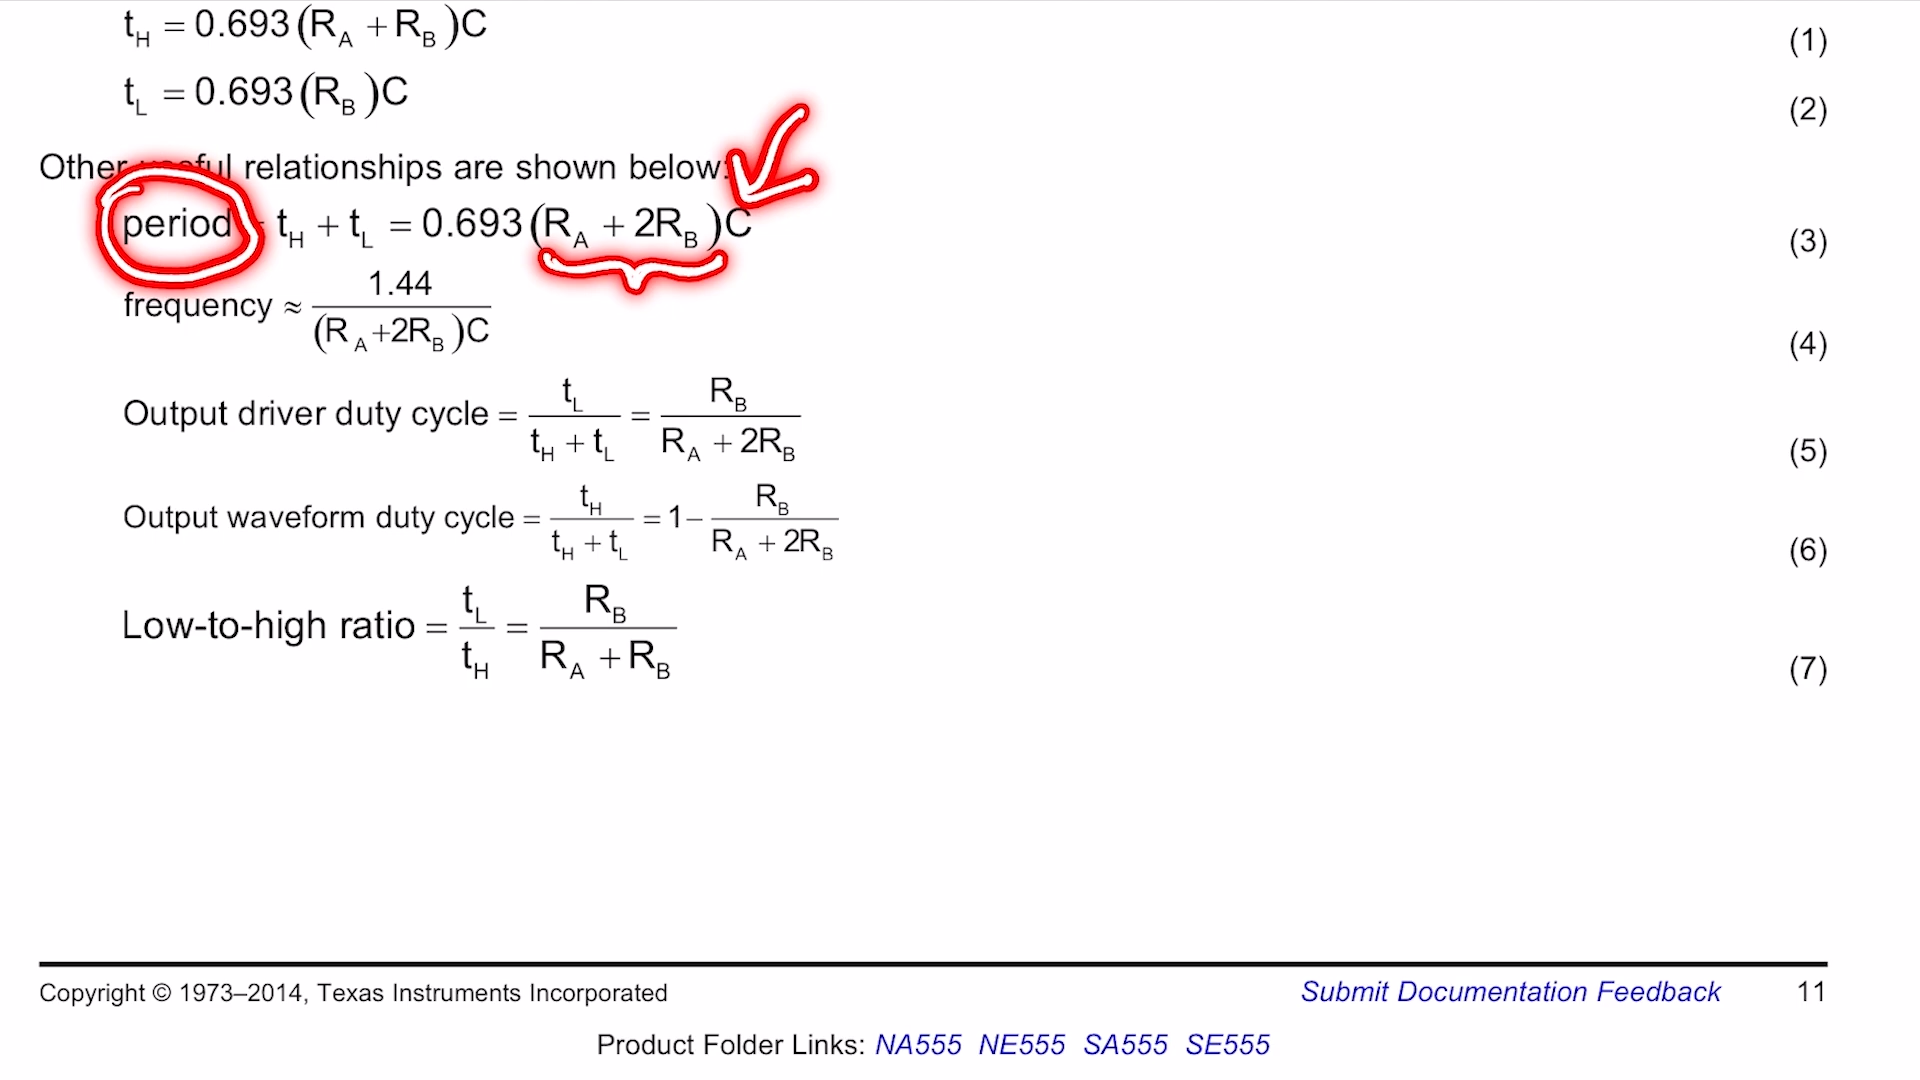 t_H = 0.693(R_A + R_B)C (1)
t_L = 0.693(R_B)C (2)
Other useful relationships are shown below:
period = t_H + t_L = 0.693(R_A + 2R_B)C (3)
frequency ≈ 1.44 / (R_A+2R_B)C (4)
Output driver duty cycle = t_L / t_H + t_L = R_B / R_A + 2R_B (5)
Output waveform duty cycle = t_H / t_H + t_L = 1− R_B / R_A + 2R_B (6)
Low-to-high ratio = t_L / t_H = R_B / R_A + R_B (7)
Copyright © 1973–2014, Texas Instruments Incorporated Submit Documentation Feedback 11
Product Folder Links: NA555 NE555 SA555 SE555